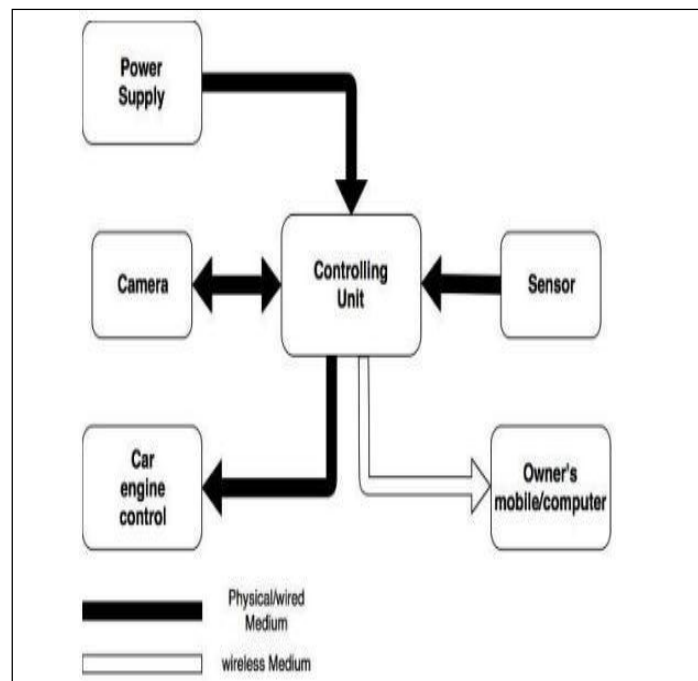 Power
Supply
Camera
Controlling
Unit
Sensor
Car
engine
control
Owner's
mobile/computer
Physical/wired
Medium
wireless Medium